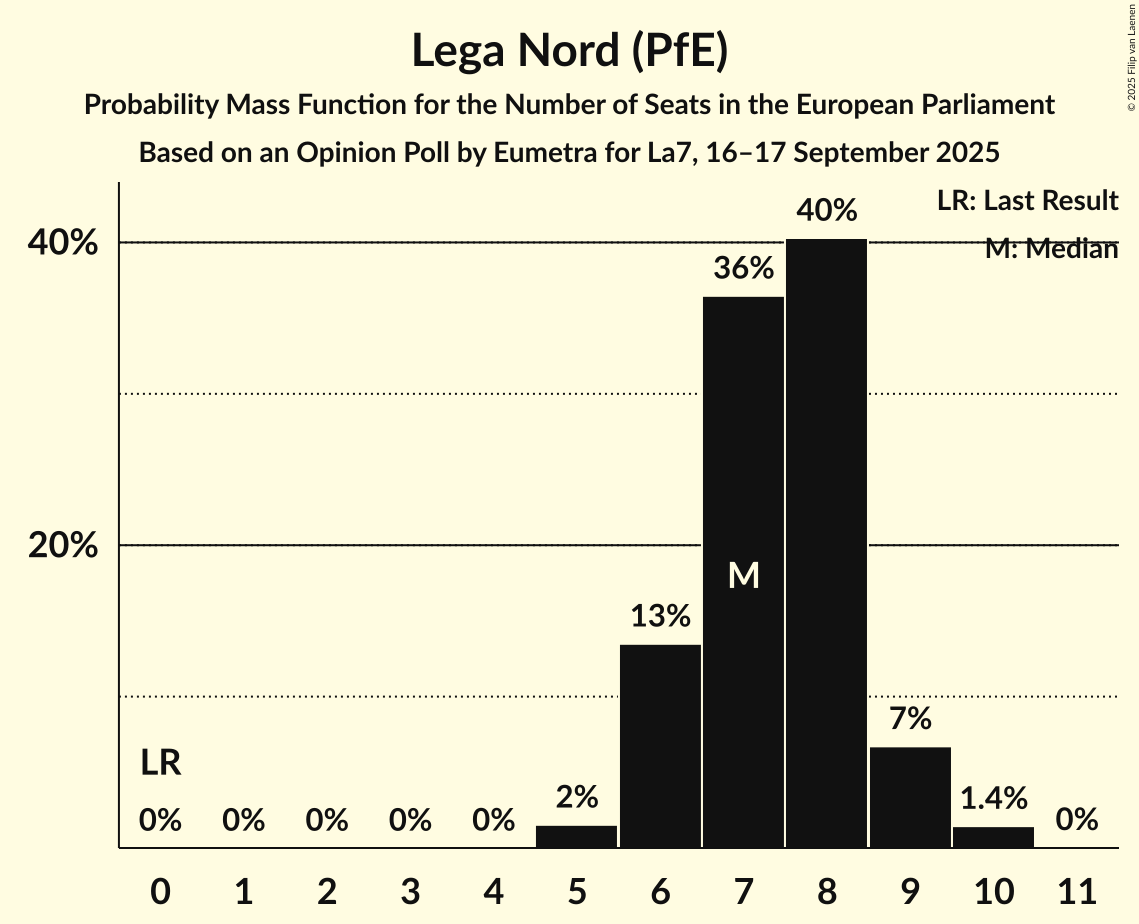 Lega Nord (PfE)
Probability Mass Function for the Number of Seats in the European Parliament
Based on an Opinion Poll by Eumetra for La7, 16–17 September 2025
© 2025 Filip van Laenen
LR: Last Result
M: Median
40%
20%
LR
0%
0%
0%
0%
0%
2%
13%
36%
M
40%
7%
1.4%
0%
0 1 2 3 4 5 6 7 8 9 10 11